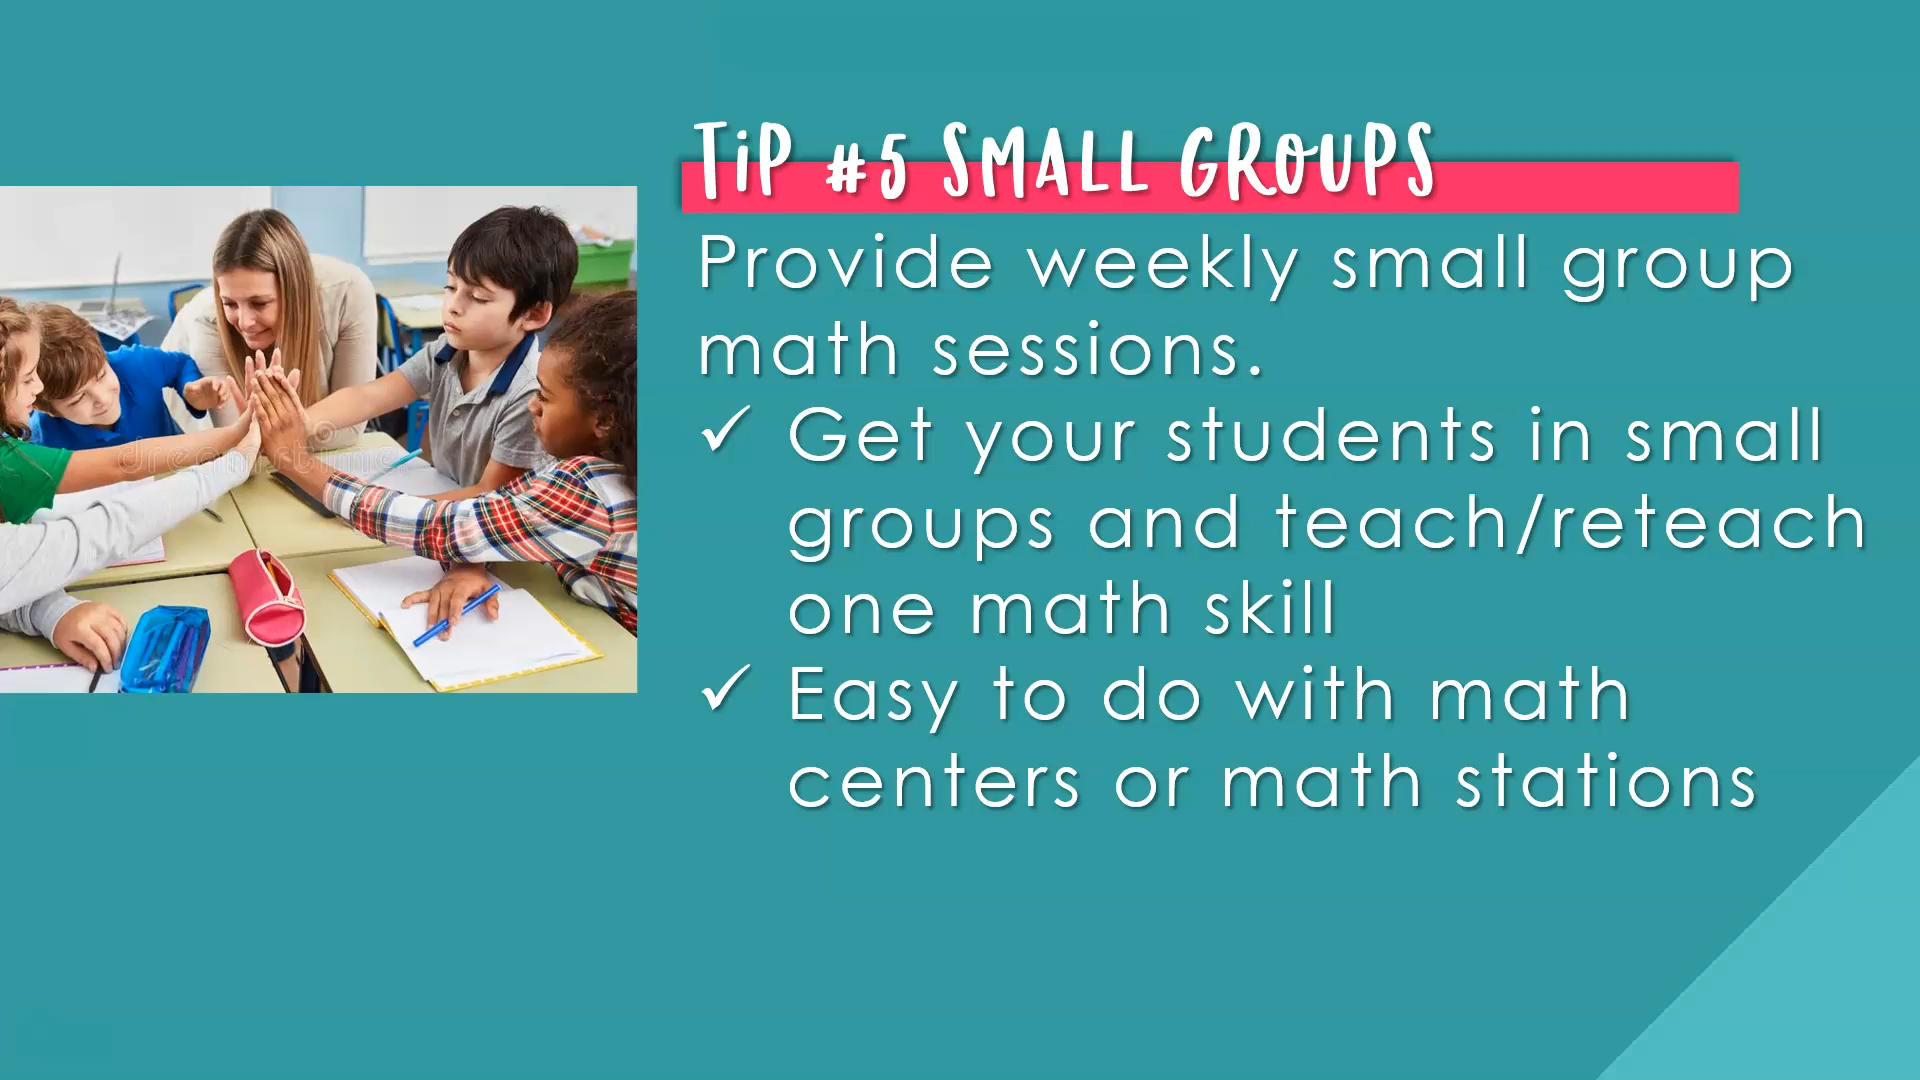 TiP #5 SMALL GROUPS
Provide weekly small group
math sessions.
✓ Get your students in small
groups and teach/reteach
one math skill
✓ Easy to do with math
centers or math stations
dreamstime